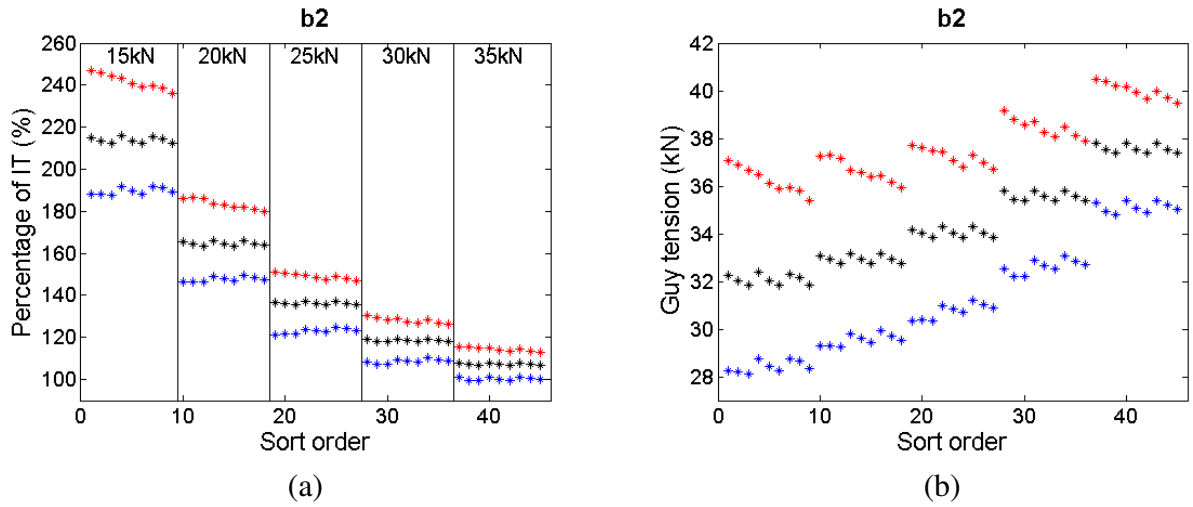 b2
260
240
220
200
180
160
140
120
100
15kN 20kN 25kN 30kN 35kN
Percentage of IT (%)
0 10 20 30 40
Sort order
(a)
b2
42
40
38
36
34
32
30
28
Guy tension (kN)
0 10 20 30 40
Sort order
(b)